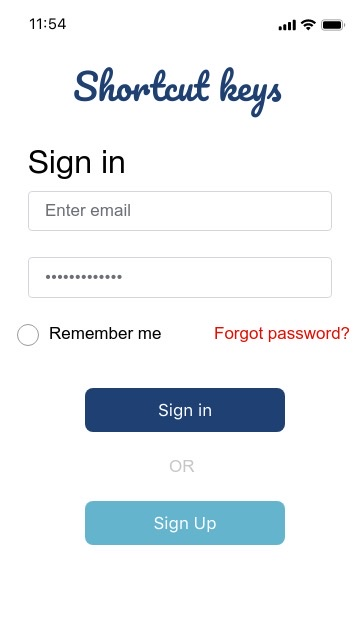 11:54
Shortcut keys
Sign in
Enter email
•••••••••••••
Remember me Forgot password?
Sign in
OR
Sign Up